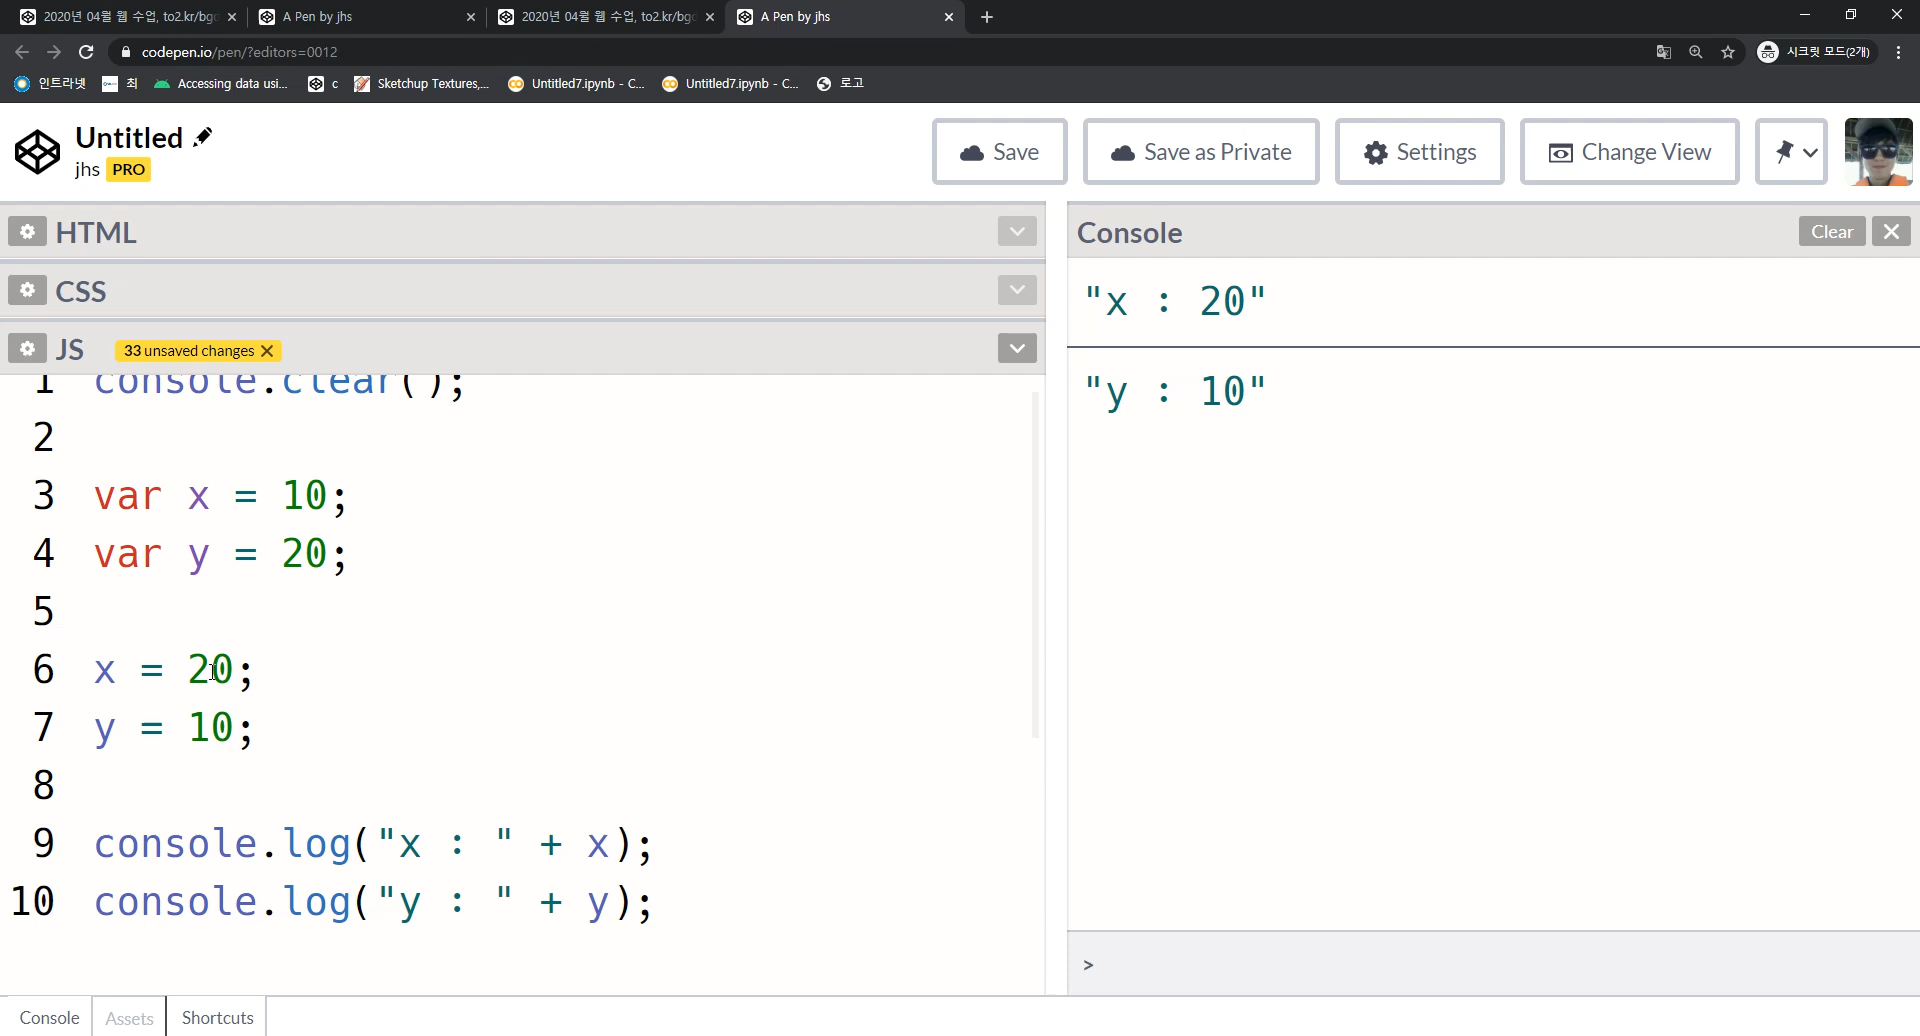 2020년 04월 웹 수업, to2.kr/bgc
A Pen by jhs
2020년 04월 웹 수업, to2.kr/bgc
A Pen by jhs
codepen.io/pen/?editors=0012
시크릿 모드(2개)
인트라넷
최
Accessing data usi...
c
Sketchup Textures,...
Untitled7.ipynb - C...
Untitled7.ipynb - C...
로고
Untitled
jhs PRO
Save
Save as Private
Settings
Change View
HTML
CSS
JS
33 unsaved changes
1 console.clear();
2
3 var x = 10;
4 var y = 20;
5
6 x = 20;
7 y = 10;
8
9 console.log("x : " + x);
10 console.log("y : " + y);
Console
Clear
"x : 20"
"y : 10"
>
Console
Assets
Shortcuts